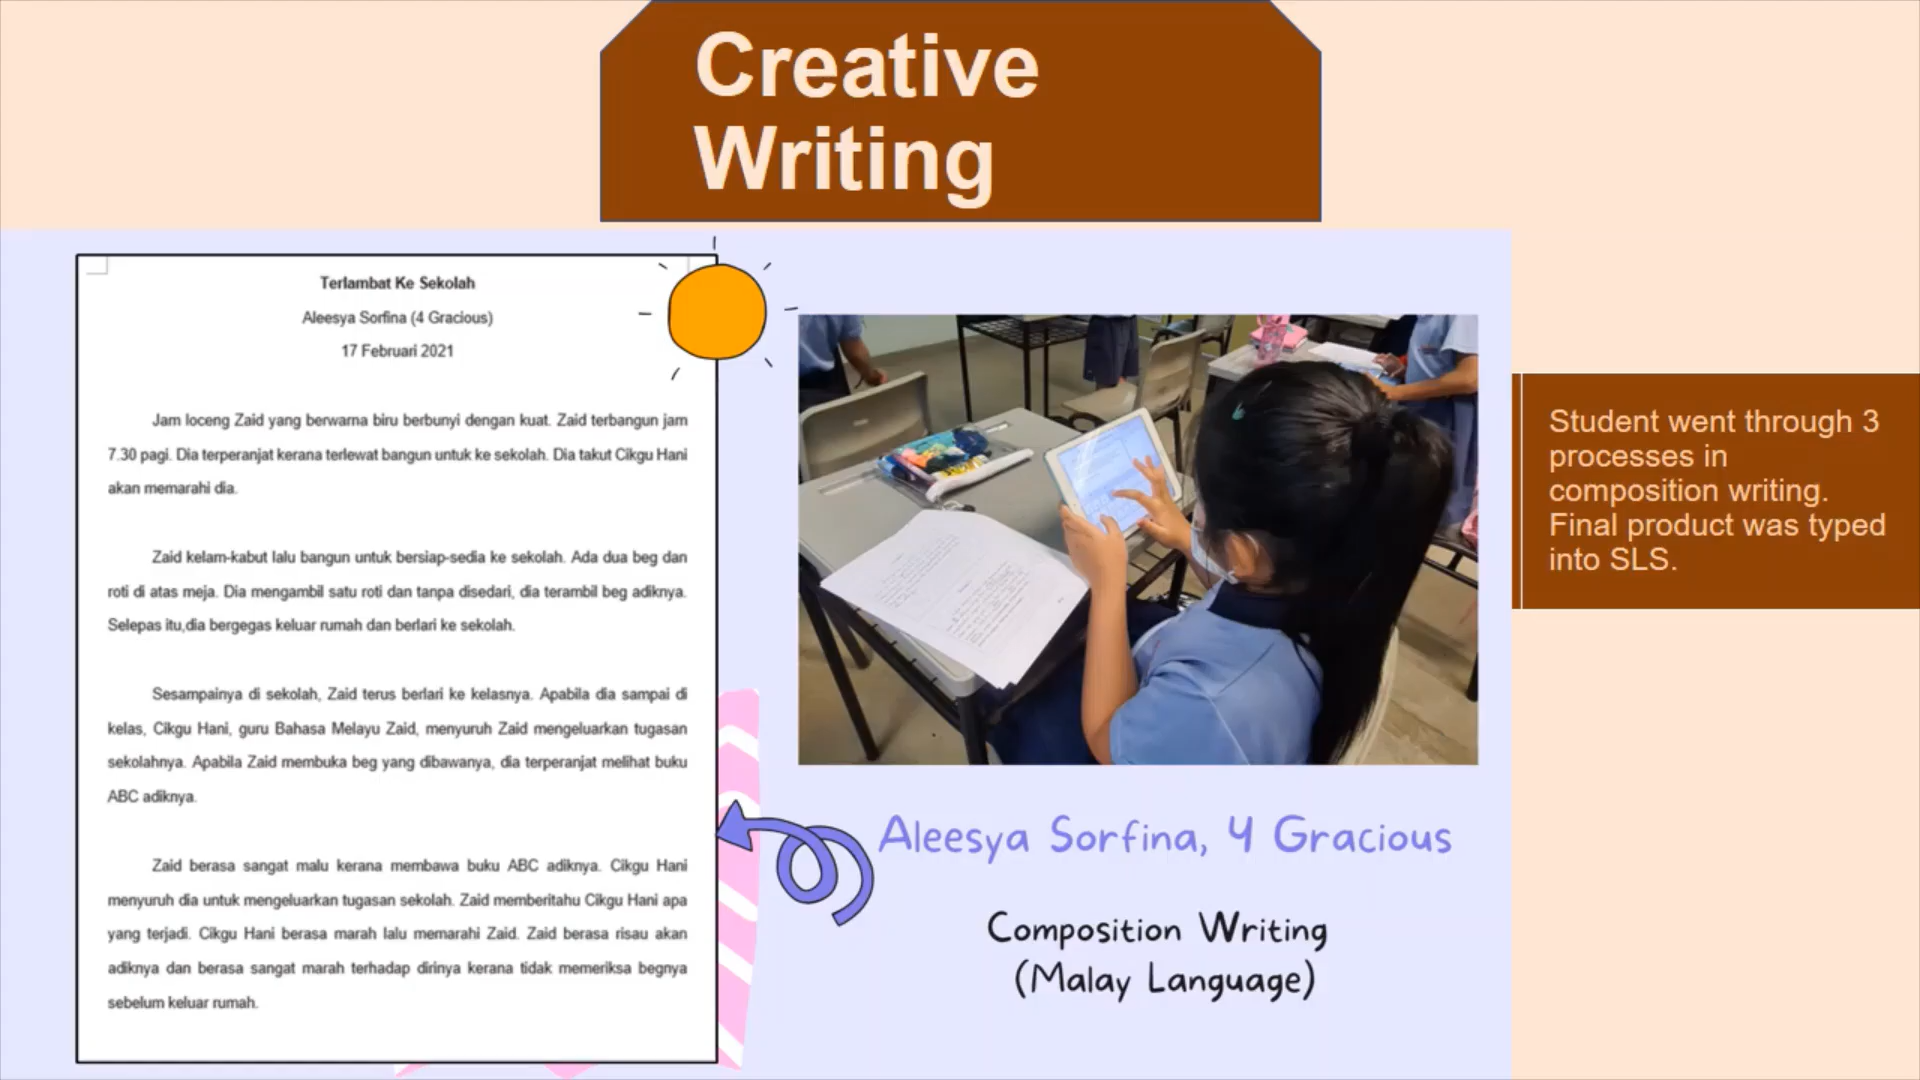 Creative
Writing
Terlambat Ke Sekolah
Aleesya Sorfina (4 Gracious)
17 Februari 2021
Jam loceng Zaid yang berwarna biru berbunyi dengan kuat. Zaid terbangun jam
7.30 pagi. Dia terperanjat kerana terlewat bangun untuk ke sekolah. Dia takut Cikgu Hani
akan memarahi dia.
Zaid kelam-kabut lalu bangun untuk bersiap-sedia ke sekolah. Ada dua beg dan
roti di atas meja. Dia mengambil satu roti dan tanpa disedari, dia terambil beg adiknya.
Selepas itu,dia bergegas keluar rumah dan berlari ke sekolah.
Sesampainya di sekolah, Zaid terus berlari ke kelasnya. Apabila dia sampai di
kelas, Cikgu Hani, guru Bahasa Melayu Zaid, menyuruh Zaid mengeluarkan tugasan
sekolahnya. Apabila Zaid membuka beg yang dibawanya, dia terperanjat melihat buku
ABC adiknya.
Zaid berasa sangat malu kerana membawa buku ABC adiknya. Cikgu Hani
menyuruh dia untuk mengeluarkan tugasan sekolah. Zaid memberitahu Cikgu Hani apa
yang terjadi. Cikgu Hani berasa marah lalu memarahi Zaid. Zaid berasa risau akan
adiknya dan berasa sangat marah terhadap dirinya kerana tidak memeriksa begnya
sebelum keluar rumah.
Aleesya Sorfina, 4 Gracious
Composition Writing
(Malay Language)
Student went through 3
processes in
composition writing.
Final product was typed
into SLS.